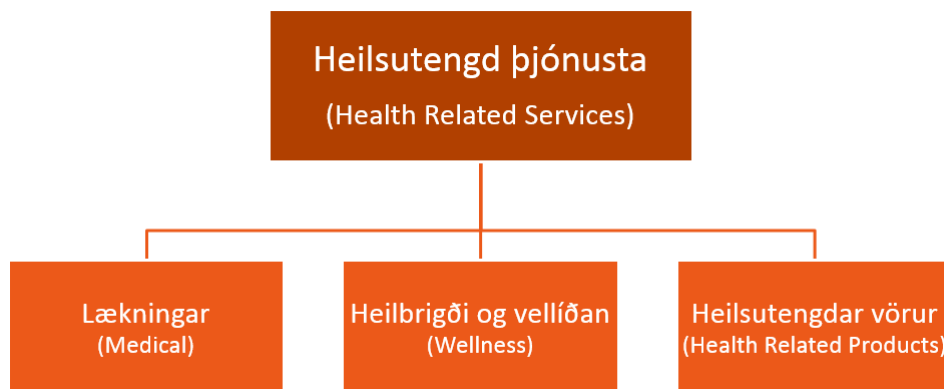 Heilsutengd þjónusta
(Health Related Services)
Lækningar
(Medical)
Heilbrigði og vellíðan
(Wellness)
Heilsutengdar vörur
(Health Related Products)